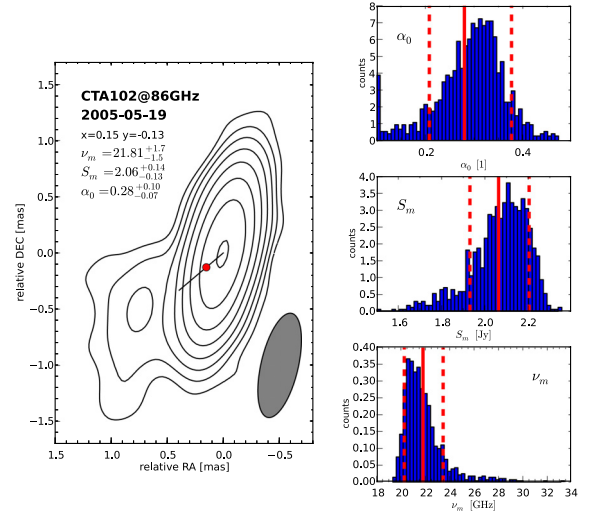 CTA102@86GHz
2005-05-19
x=0.15 y=-0.13
ν_m =21.81 +1.7 -1.5
S_m =2.06 +0.14 -0.13
α_0 =0.28 +0.10 -0.07
relative DEC [mas]
1.5
1.0
0.5
0.0
−0.5
−1.0
−1.5
1.5 1.0 0.5 0.0 −0.5
relative RA [mas]
α_0
counts
8
7
6
5
4
3
2
1
0
0.2 0.4
α_0 [1]
S_m
counts
4.0
3.5
3.0
2.5
2.0
1.5
1.0
0.5
0.0
1.6 1.8 2.0 2.2
S_m [Jy]
ν_m
counts
0.40
0.35
0.30
0.25
0.20
0.15
0.10
0.05
0.00
18 20 22 24 26 28 30 32 34
ν_m [GHz]